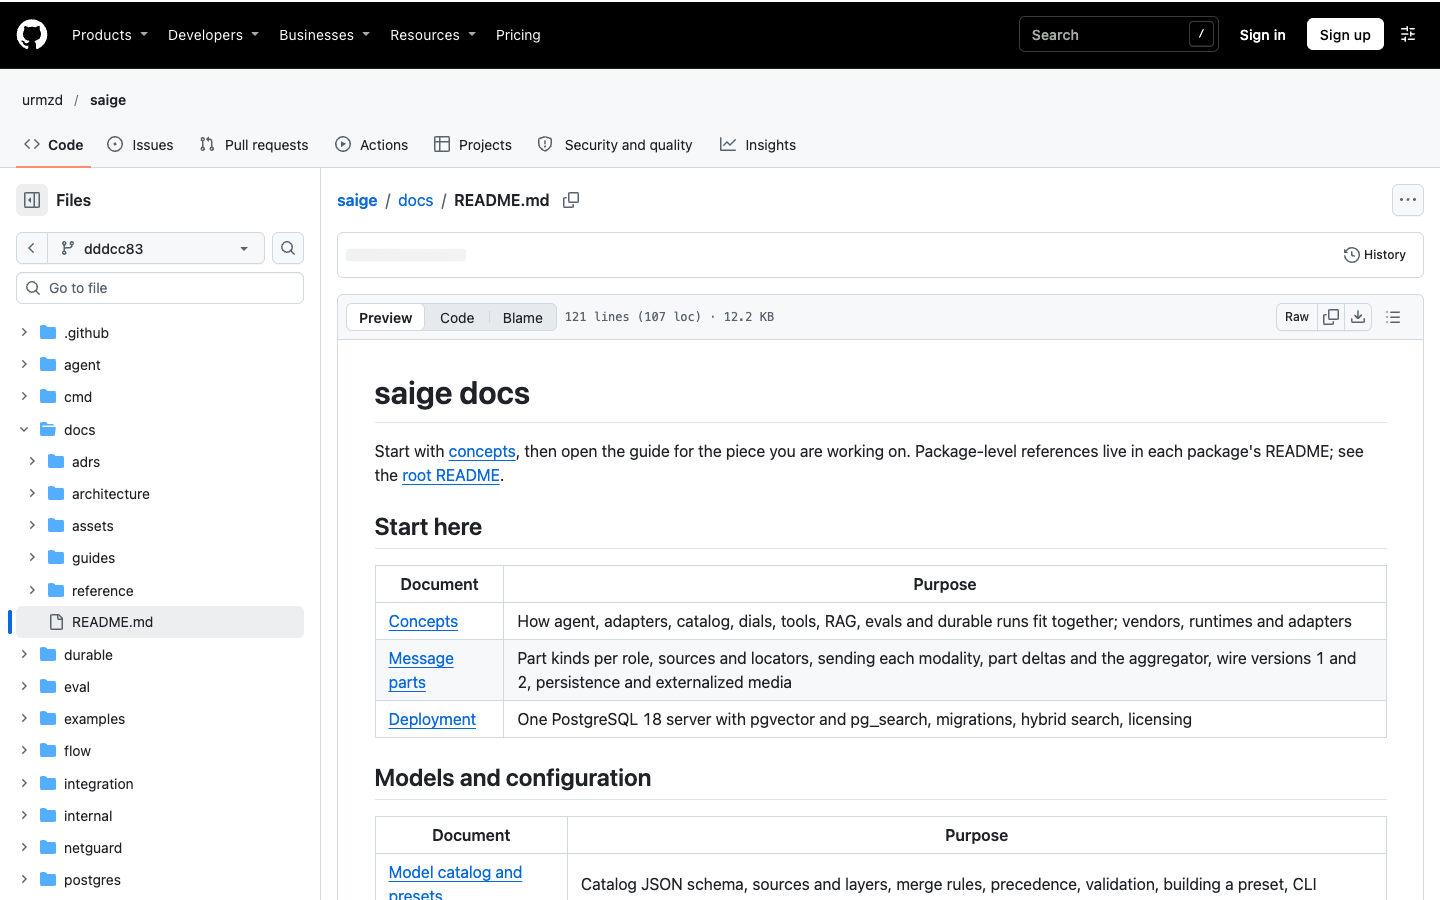 Products Developers Businesses Resources Pricing Search / Sign in Sign up
urmzd / saige
Code Issues Pull requests Actions Projects Security and quality Insights
Files
dddcc83
Go to file
.github
agent
cmd
docs
adrs
architecture
assets
guides
reference
README.md
durable
eval
examples
flow
integration
internal
netguard
postgres
saige / docs / README.md
History
Preview Code Blame 121 lines (107 loc) · 12.2 KB Raw
saige docs
Start with concepts, then open the guide for the piece you are working on. Package-level references live in each package's README; see
the root README.
Start here
Document Purpose
Concepts How agent, adapters, catalog, dials, tools, RAG, evals and durable runs fit together; vendors, runtimes and adapters
Message parts Part kinds per role, sources and locators, sending each modality, part deltas and the aggregator, wire versions 1 and
2, persistence and externalized media
Deployment One PostgreSQL 18 server with pgvector and pg_search, migrations, hybrid search, licensing
Models and configuration
Document Purpose
Model catalog and
presets Catalog JSON schema, sources and layers, merge rules, precedence, validation, building a preset, CLI